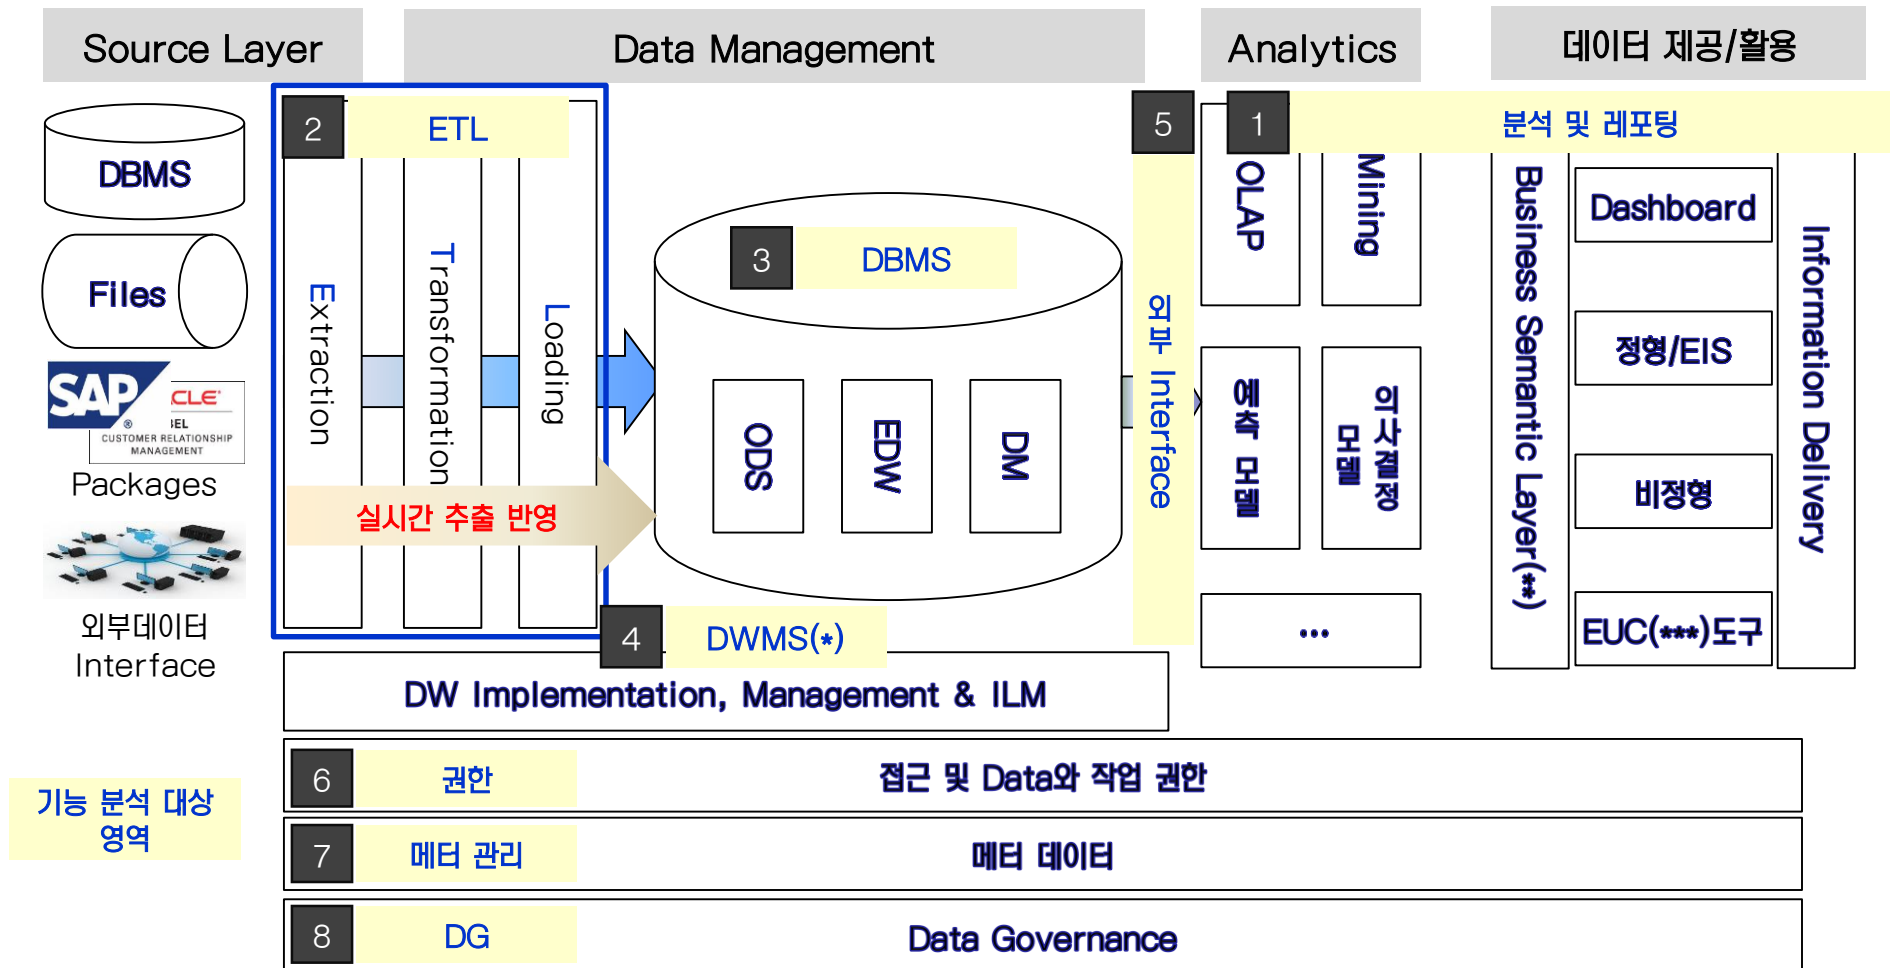 Source Layer
Data Management
Analytics
데이터 제공/활용
2
ETL
5
1
분석 및 레포팅
DBMS
Files
SAP
®
CLE
CUSTOMER RELATIONSHIP
MANAGEMENT
Packages
외부데이터
Interface
Extraction
Transformation
Loading
실시간 추출 반영
3
DBMS
ODS
EDW
DM
외파 Interface
OLAP
Mining
예측 모델
의사결정
모델
...
Business Semantic Layer(**)
Dashboard
정형/EIS
비정형
EUC(***)도구
Information Delivery
4
DWMS(*)
DW Implementation, Management & ILM
6
권한
접근 및 Data와 작업 권한
기능 분석 대상
영역
7
메터 관리
메터 데이터
8
DG
Data Governance